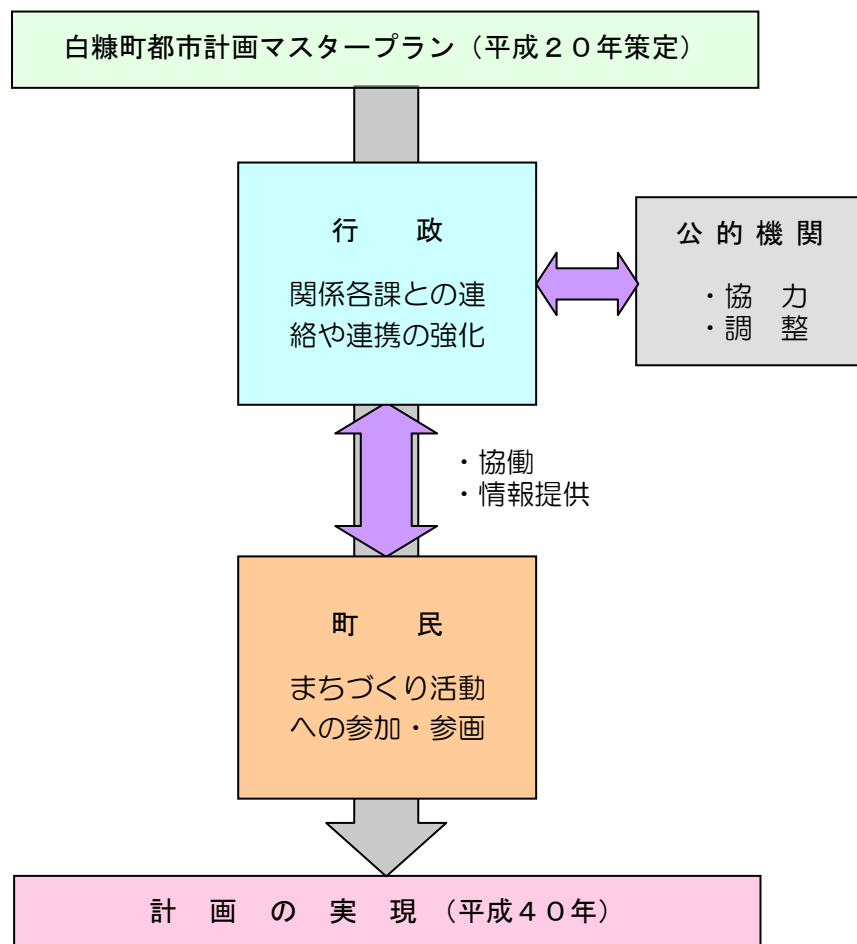 白糠町都市計画マスタープラン（平成２０年策定）
行　政
関係各課との連
絡や連携の強化
公 的 機 関
・協　力
・調　整
・協働
・情報提供
町　民
まちづくり活動
への参加・参画
計　画　の　実　現　（平成４０年）